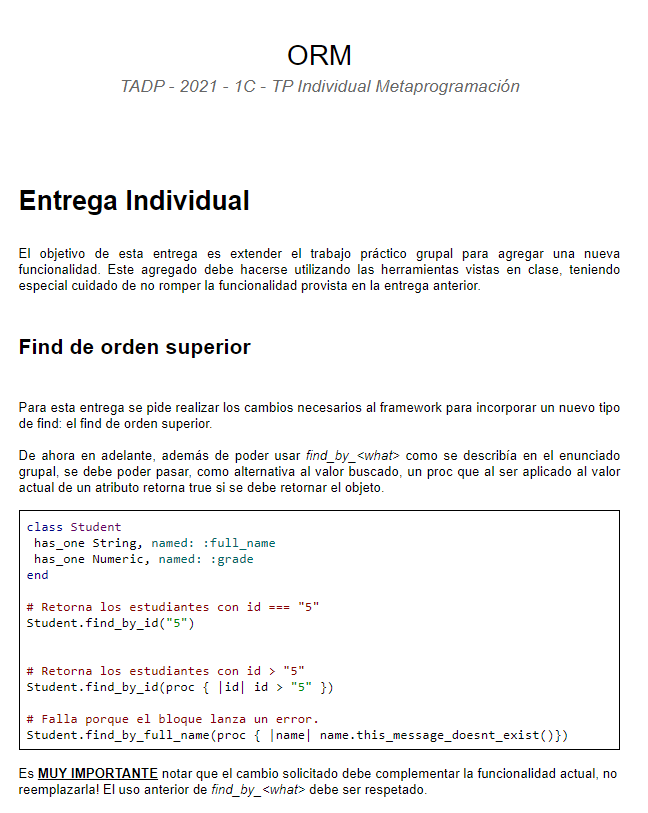 ORM
TADP - 2021 - 1C - TP Individual Metaprogramación
Entrega Individual
El objetivo de esta entrega es extender el trabajo práctico grupal para agregar una nueva
funcionalidad. Este agregado debe hacerse utilizando las herramientas vistas en clase, teniendo
especial cuidado de no romper la funcionalidad provista en la entrega anterior.
Find de orden superior
Para esta entrega se pide realizar los cambios necesarios al framework para incorporar un nuevo tipo
de find: el find de orden superior.
De ahora en adelante, además de poder usar find_by_<what> como se describía en el enunciado
grupal, se debe poder pasar, como alternativa al valor buscado, un proc que al ser aplicado al valor
actual de un atributo retorna true si se debe retornar el objeto.
class Student
 has_one String, named: :full_name
 has_one Numeric, named: :grade
end
# Retorna los estudiantes con id === "5"
Student.find_by_id("5")
# Retorna los estudiantes con id > "5"
Student.find_by_id(proc { |id| id > "5" })
# Falla porque el bloque lanza un error.
Student.find_by_full_name(proc { |name| name.this_message_doesnt_exist()})
Es MUY IMPORTANTE notar que el cambio solicitado debe complementar la funcionalidad actual, no
reemplazarla! El uso anterior de find_by_<what> debe ser respetado.